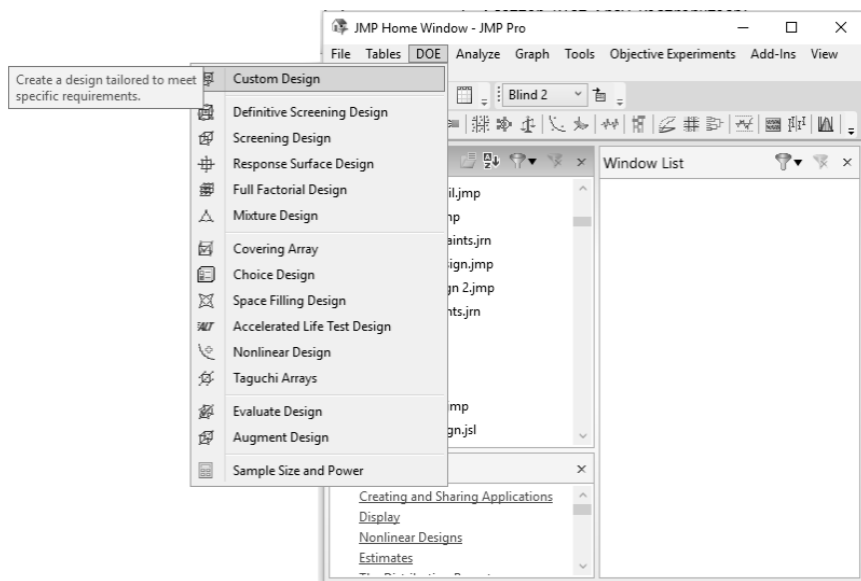 JMP Home Window - JMP Pro
File Tables DOE Analyze Graph Tools Objective Experiments Add-Ins View
Create a design tailored to meet
specific requirements.
Custom Design
Blind 2
Definitive Screening Design
Screening Design
Response Surface Design
Full Factorial Design
Mixture Design
Covering Array
Choice Design
Space Filling Design
Accelerated Life Test Design
Nonlinear Design
Taguchi Arrays
Evaluate Design
Augment Design
Sample Size and Power
Window List
il.jmp
np
aints.jrn
sign.jmp
gn 2.jmp
nts.jrn
mp
gn.jsl
Creating and Sharing Applications
Display
Nonlinear Designs
Estimates